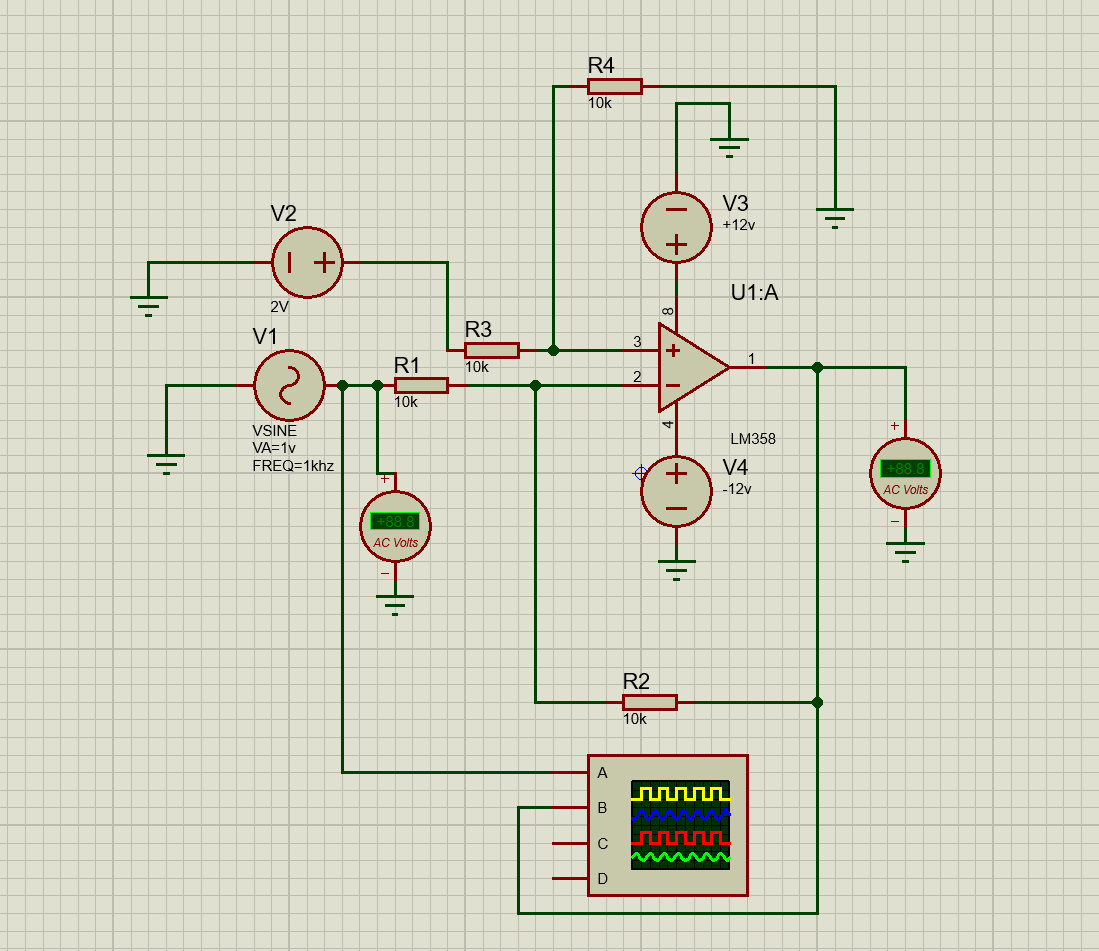 R4
10k
V3
+12v
V2
2V
U1:A
8
V1
R3
10k
3
1
R1
10k
2
4
VSINE
VA=1v
FREQ=1khz
LM358
V4
-12v
+
+88.8
AC Volts
+
+88.8
AC Volts
R2
10k
A
B
C
D